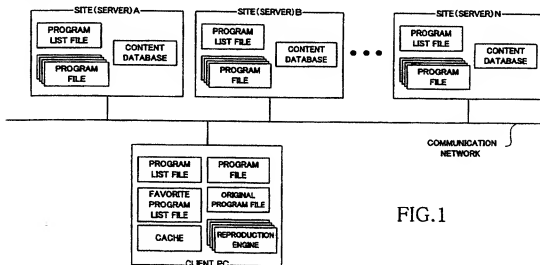 SITE(SERVER)A
PROGRAM
LIST FILE
CONTENT
DATABASE
PROGRAM
FILE
SITE(SERVER)B
PROGRAM
LIST FILE
CONTENT
DATABASE
PROGRAM
FILE
SITE(SERVER)N
PROGRAM
LIST FILE
CONTENT
DATABASE
PROGRAM
FILE
COMMUNICATION
NETWORK
PROGRAM
LIST FILE
PROGRAM
FILE
FAVORITE
PROGRAM
LIST FILE
ORIGINAL
PROGRAM FILE
CACHE
REPRODUCTION
ENGINE
CLIENT PC
FIG.1